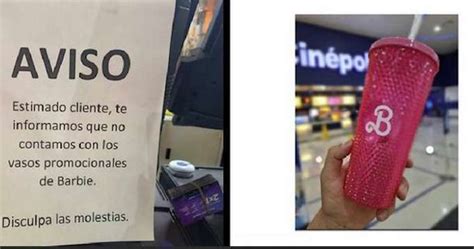 AVISO
Estimado cliente, te
informamos que no
contamos con los
vasos promocionales
de Barbie.
Disculpa las molestias.
Cinépol
B